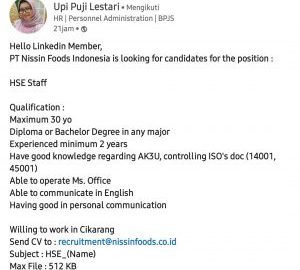 Upi Puji Lestari • Mengikuti
HR | Personnel Administration | BPJS
21jam •
Hello Linkedin Member,
PT Nissin Foods Indonesia is looking for candidates for the position :
HSE Staff
Qualification :
Maximum 30 yo
Diploma or Bachelor Degree in any major
Experienced minimum 2 years
Have good knowledge regarding AK3U, controlling ISO's doc (14001,
45001)
Able to operate Ms. Office
Able to communicate in English
Having good in personal communication
Willing to work in Cikarang
Send CV to : recruitment@nissinfoods.co.id
Subject : HSE_(Name)
Max File : 512 KB